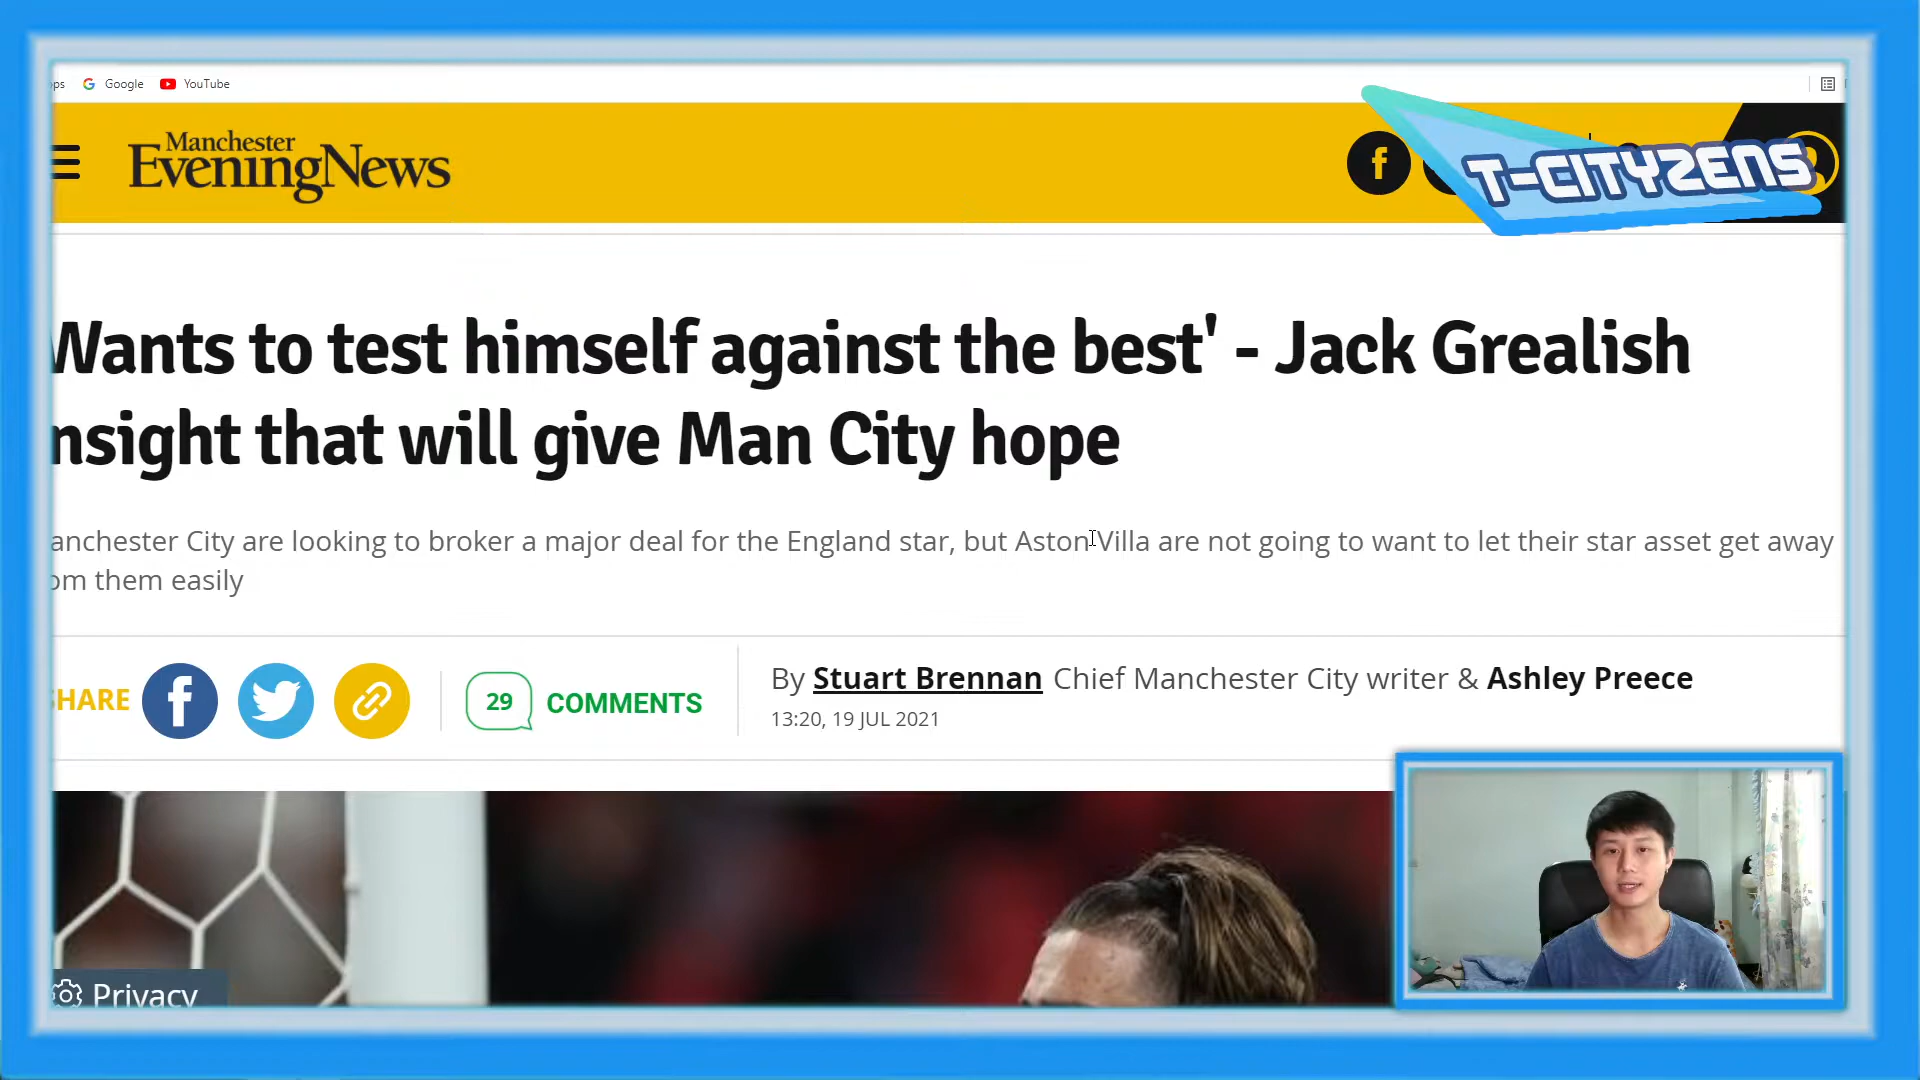 Google YouTube
Manchester
EveningNews
T-CITYZENS
Wants to test himself against the best' - Jack Grealish
nsight that will give Man City hope
anchester City are looking to broker a major deal for the England star, but Aston Villa are not going to want to let their star asset get away
om them easily
SHARE
29 COMMENTS
By Stuart Brennan Chief Manchester City writer & Ashley Preece
13:20, 19 JUL 2021
Privacy